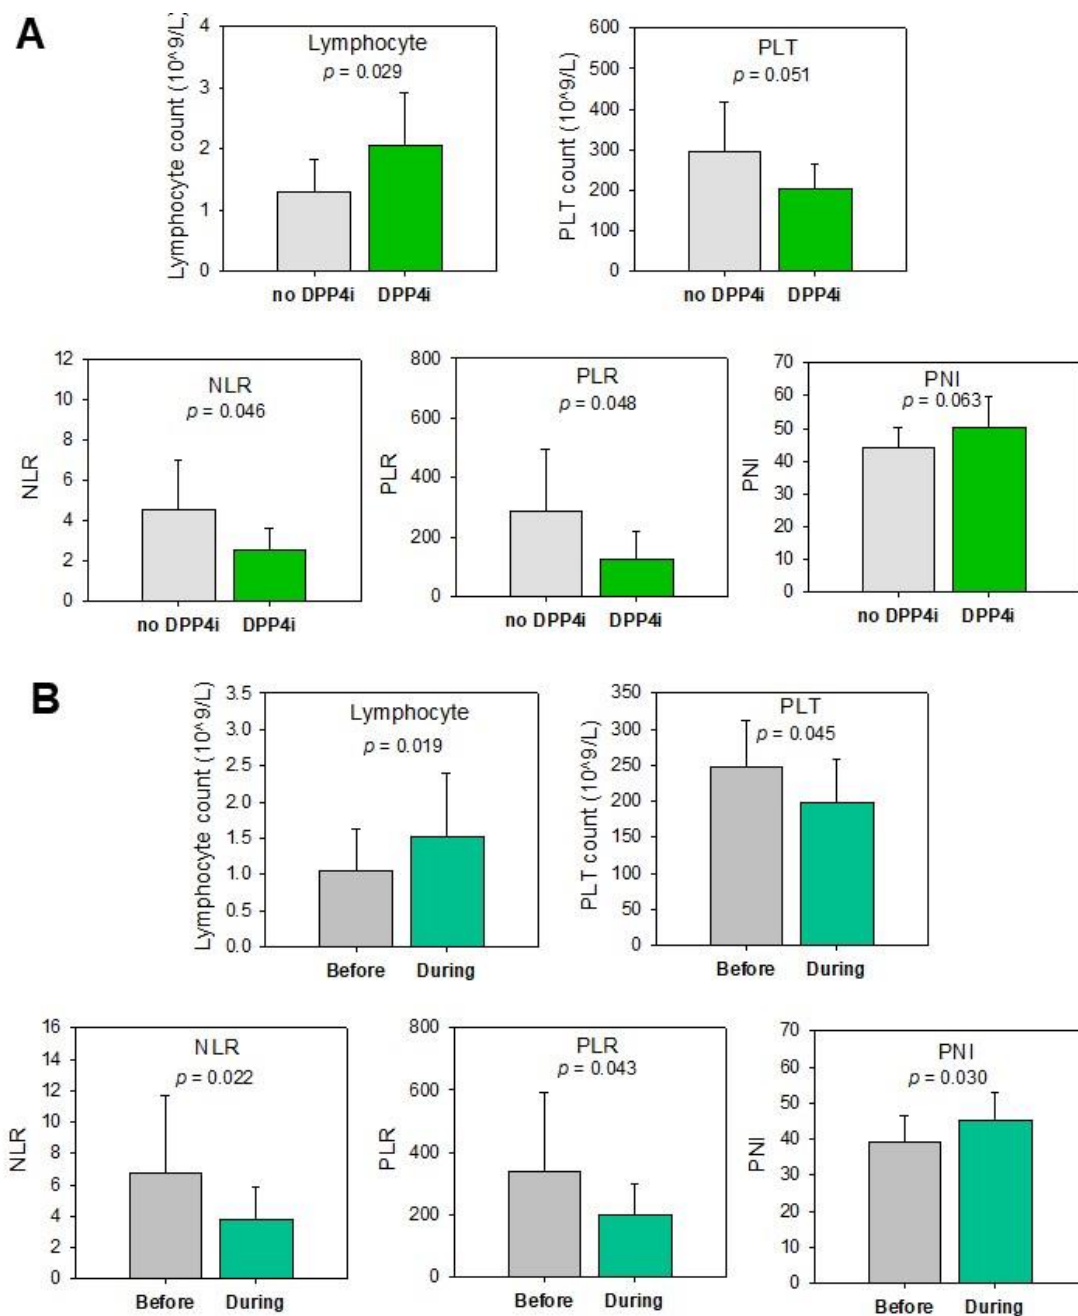 A
Lymphocyte count (10^9/L)
4
3
2
1
0
Lymphocyte
p = 0.029
no DPP4i DPP4i
PLT count (10^9/L)
600
500
400
300
200
100
0
PLT
p = 0.051
no DPP4i DPP4i
NLR
12
10
8
6
4
2
0
NLR
p = 0.046
no DPP4i DPP4i
PLR
800
600
400
200
0
PLR
p = 0.048
no DPP4i DPP4i
PNI
70
60
50
40
30
20
10
0
PNI
p = 0.063
no DPP4i DPP4i
B
Lymphocyte count (10^9/L)
3.5
3.0
2.5
2.0
1.5
1.0
0.5
0.0
Lymphocyte
p = 0.019
Before During
PLT count (10^9/L)
350
300
250
200
150
100
50
0
PLT
p = 0.045
Before During
NLR
16
14
12
10
8
6
4
2
0
NLR
p = 0.022
Before During
PLR
800
600
400
200
0
PLR
p = 0.043
Before During
PNI
70
60
50
40
30
20
10
0
PNI
p = 0.030
Before During